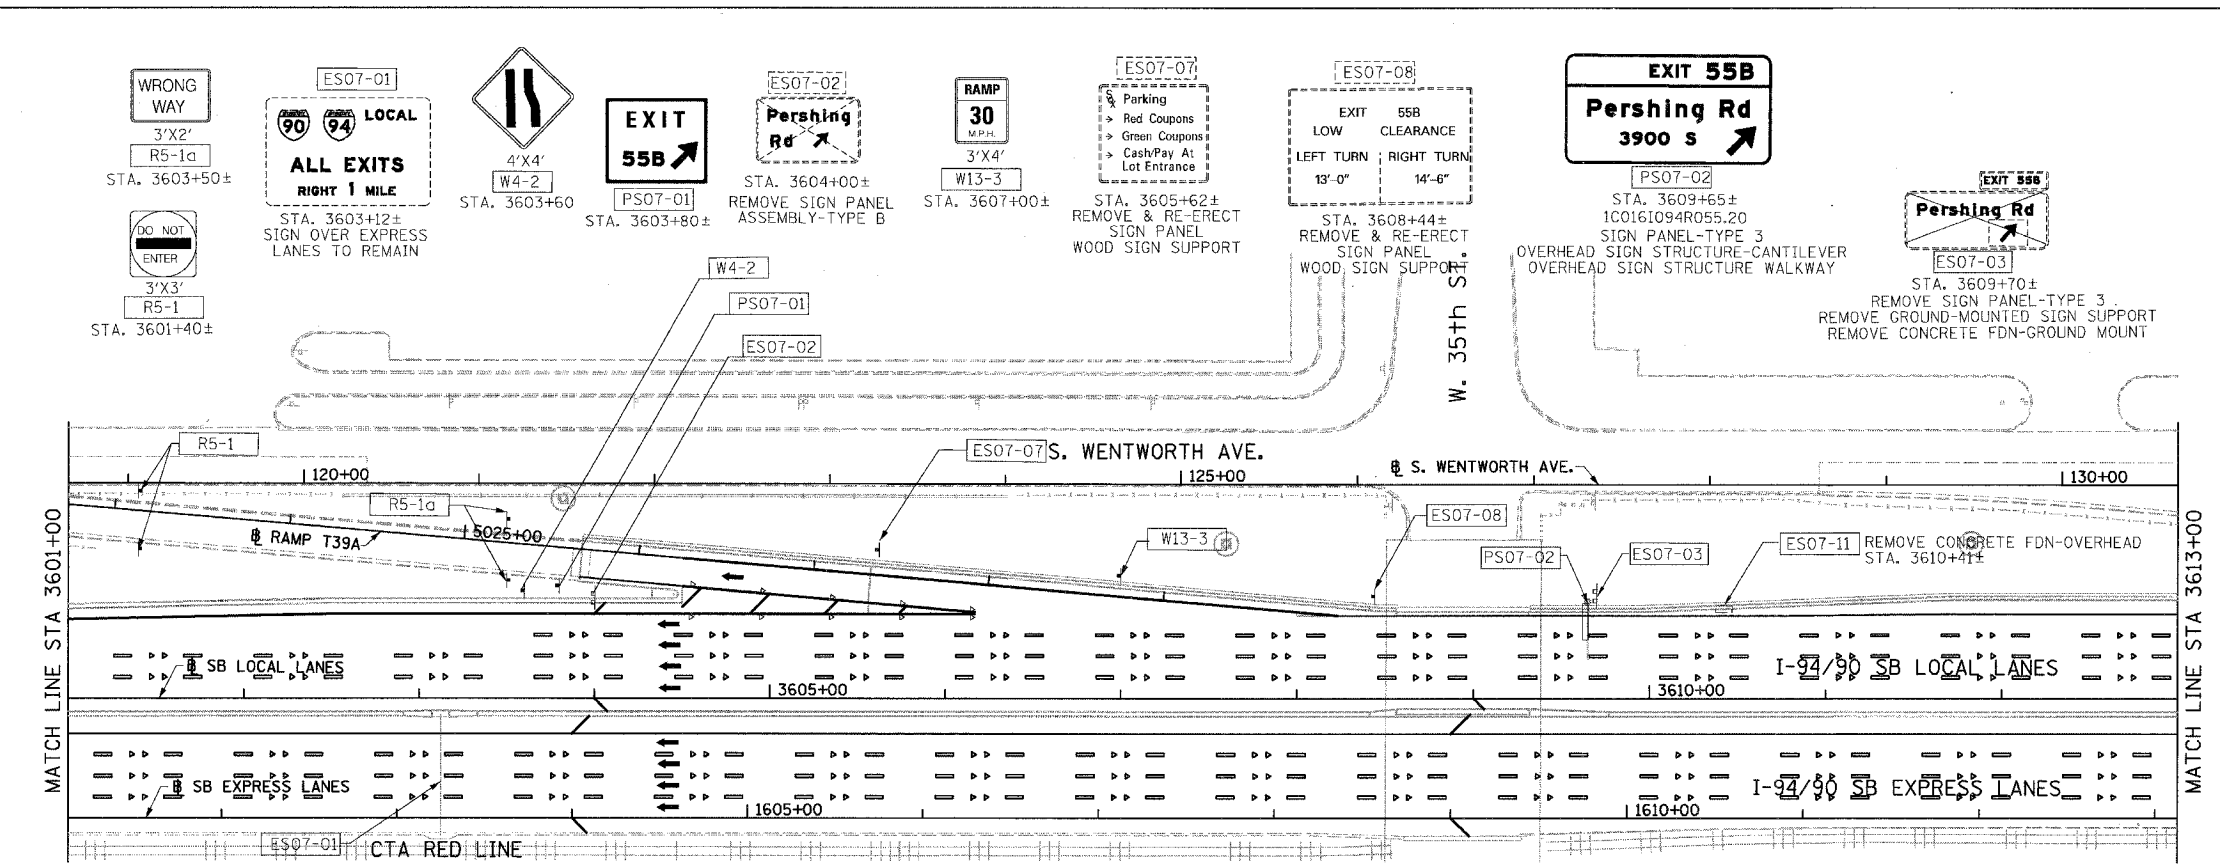 WRONG
WAY
3'X2'
R5-1a
STA. 3603+50±
DO NOT
ENTER
3'X3'
R5-1
STA. 3601+40±
ES07-01
90 94 LOCAL
ALL EXITS
RIGHT 1 MILE
STA. 3603+12±
SIGN OVER EXPRESS
LANES TO REMAIN
4'X4'
W4-2
STA. 3603+60
EXIT
55B
PS07-01
STA. 3603+80±
ES07-02
Pershing
Rd
STA. 3604+00±
REMOVE SIGN PANEL
ASSEMBLY-TYPE B
RAMP
30
M.P.H.
3'X4'
W13-3
STA. 3607+00±
ES07-07
Parking
Red Coupons
Green Coupons
Cash/Pay At
Lot Entrance
STA. 3605+62±
REMOVE & RE-ERECT
SIGN PANEL
WOOD SIGN SUPPORT
ES07-08
EXIT 55B
LOW CLEARANCE
LEFT TURN RIGHT TURN
13'-0" 14'-6"
STA. 3608+44±
REMOVE & RE-ERECT
SIGN PANEL
WOOD SIGN SUPPORT
EXIT 55B
Pershing Rd
3900 S
PS07-02
STA. 3609+65±
1C016I094R055.20
SIGN PANEL-TYPE 3
OVERHEAD SIGN STRUCTURE-CANTILEVER
OVERHEAD SIGN STRUCTURE WALKWAY
EXIT 55B
Pershing Rd
ES07-03
STA. 3609+70±
REMOVE SIGN PANEL-TYPE 3
REMOVE GROUND-MOUNTED SIGN SUPPORT
REMOVE CONCRETE FDN-GROUND MOUNT
W4-2
PS07-01
ES07-02
W. 35th ST.
R5-1
ES07-07
S. WENTWORTH AVE.
℄ S. WENTWORTH AVE.
120+00
125+00
130+00
R5-1a
5025+00
℄ RAMP T39A
W13-3
ES07-08
PS07-02
ES07-03
ES07-11 REMOVE CONCRETE FDN-OVERHEAD
STA. 3610+41±
MATCH LINE STA 3601+00
MATCH LINE STA 3613+00
℄ SB LOCAL LANES
I-94/90 SB LOCAL LANES
3605+00
3610+00
℄ SB EXPRESS LANES
I-94/90 SB EXPRESS LANES
1605+00
1610+00
ES07-01
CTA RED LINE